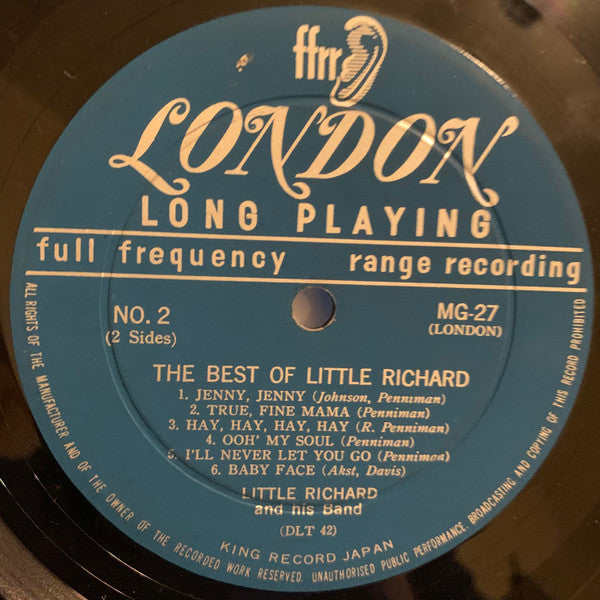 ffrr
LONDON
LONG PLAYING
full frequency range recording
NO. 2 MG-27
(2 Sides) (LONDON)
THE BEST OF LITTLE RICHARD
1. JENNY, JENNY (Johnson, Penniman)
2. TRUE, FINE MAMA (Penniman)
3. HAY, HAY, HAY, HAY (R. Penniman)
4. OOH' MY SOUL (Penniman)
5. I'LL NEVER LET YOU GO (Penniman)
6. BABY FACE (Akst, Davis)
LITTLE RICHARD
and his Band
(DLT 42)
KING RECORD JAPAN
ALL RIGHTS OF THE MANUFACTURER AND OF THE OWNER OF THE RECORDED WORK RESERVED. UNAUTHORISED PUBLIC PERFORMANCE, BROADCASTING AND COPYING OF THIS RECORD PROHIBITED